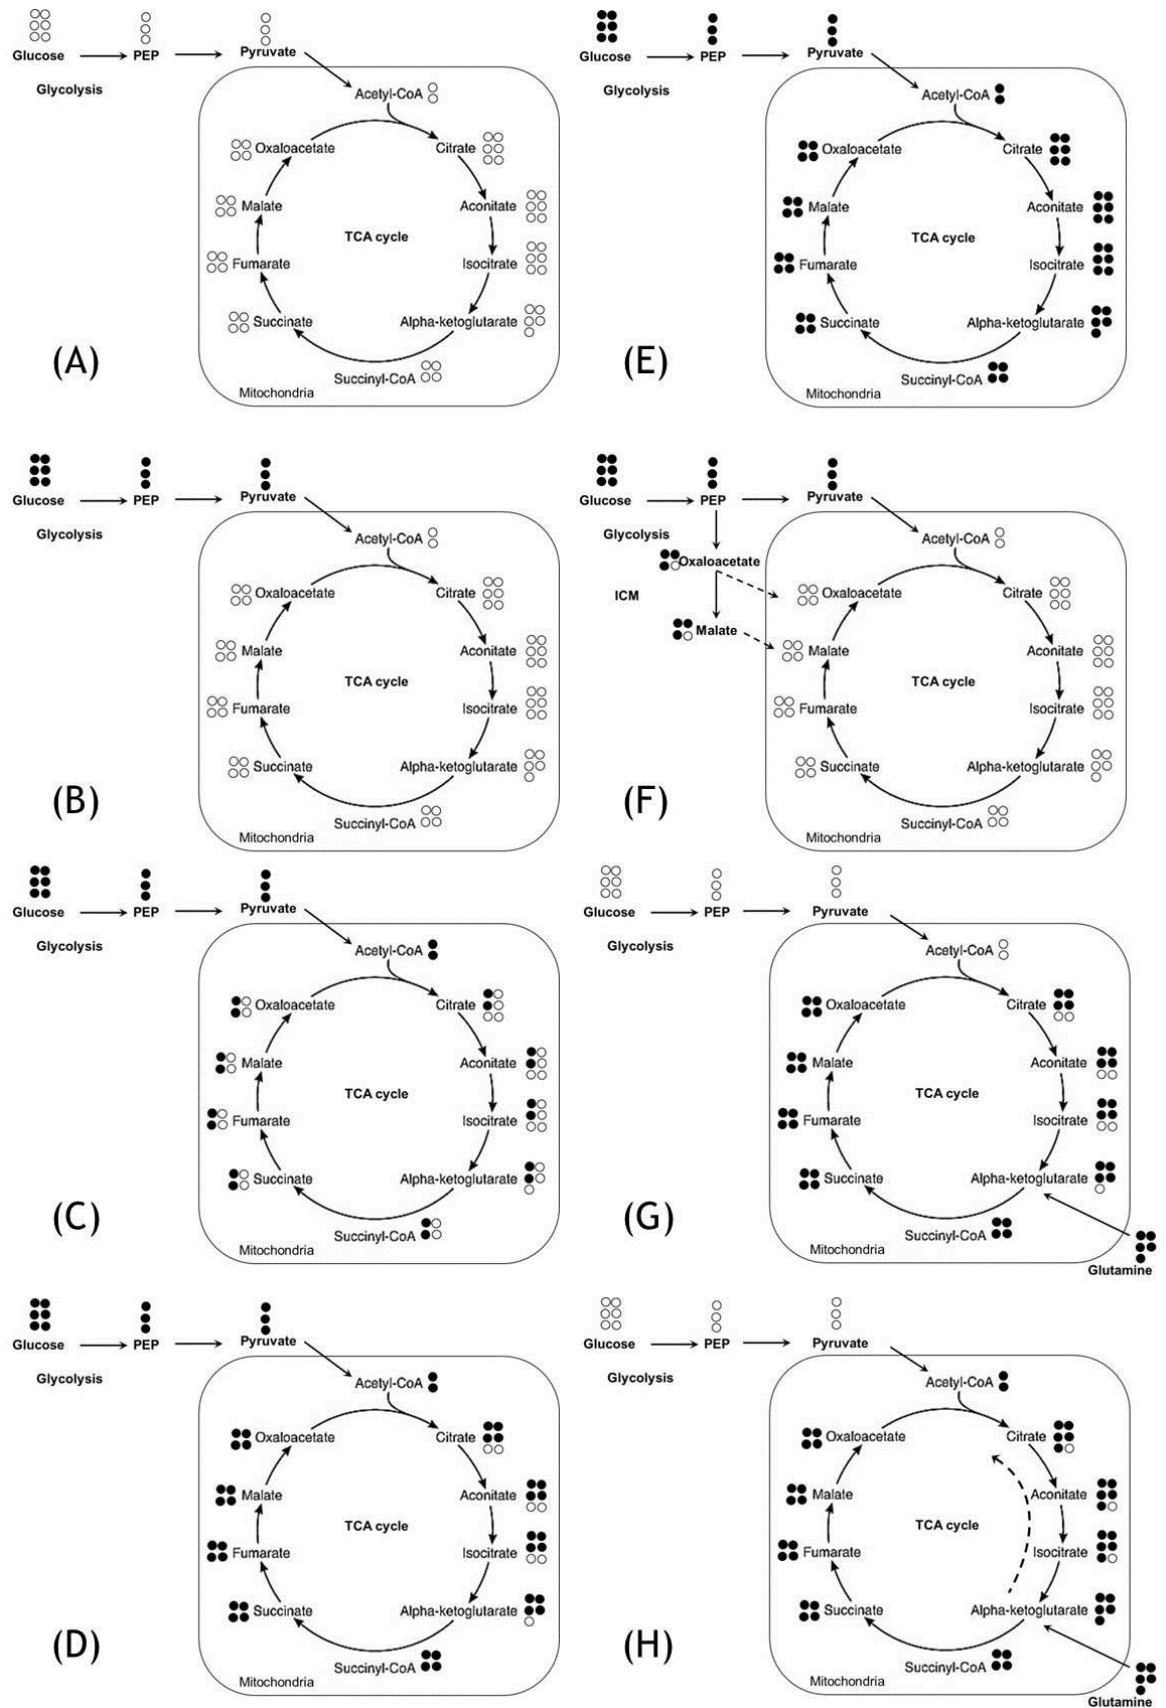 Glucose PEP Pyruvate
Glycolysis
Acetyl-CoA
Oxaloacetate Citrate
Malate Aconitate
TCA cycle
Fumarate Isocitrate
Succinate Alpha-ketoglutarate
(A)
Succinyl-CoA
Mitochondria
Glucose PEP Pyruvate
Glycolysis
Acetyl-CoA
Oxaloacetate Citrate
Malate Aconitate
TCA cycle
Fumarate Isocitrate
Succinate Alpha-ketoglutarate
(E)
Succinyl-CoA
Mitochondria
Glucose PEP Pyruvate
Glycolysis
Acetyl-CoA
Oxaloacetate Citrate
Malate Aconitate
TCA cycle
Fumarate Isocitrate
Succinate Alpha-ketoglutarate
(B)
Succinyl-CoA
Mitochondria
Glucose PEP Pyruvate
Glycolysis
Acetyl-CoA
Oxaloacetate
ICM
Oxaloacetate Citrate
Malate
Malate Aconitate
TCA cycle
Fumarate Isocitrate
Succinate Alpha-ketoglutarate
(F)
Succinyl-CoA
Mitochondria
Glucose PEP Pyruvate
Glycolysis
Acetyl-CoA
Oxaloacetate Citrate
Malate Aconitate
TCA cycle
Fumarate Isocitrate
Succinate Alpha-ketoglutarate
(C)
Succinyl-CoA
Mitochondria
Glucose PEP Pyruvate
Glycolysis
Acetyl-CoA
Oxaloacetate Citrate
Malate Aconitate
TCA cycle
Fumarate Isocitrate
Succinate Alpha-ketoglutarate
(G)
Succinyl-CoA
Mitochondria
Glutamine
Glucose PEP Pyruvate
Glycolysis
Acetyl-CoA
Oxaloacetate Citrate
Malate Aconitate
TCA cycle
Fumarate Isocitrate
Succinate Alpha-ketoglutarate
(D)
Succinyl-CoA
Mitochondria
Glucose PEP Pyruvate
Glycolysis
Acetyl-CoA
Oxaloacetate Citrate
Malate Aconitate
TCA cycle
Fumarate Isocitrate
Succinate Alpha-ketoglutarate
(H)
Succinyl-CoA
Mitochondria
Glutamine